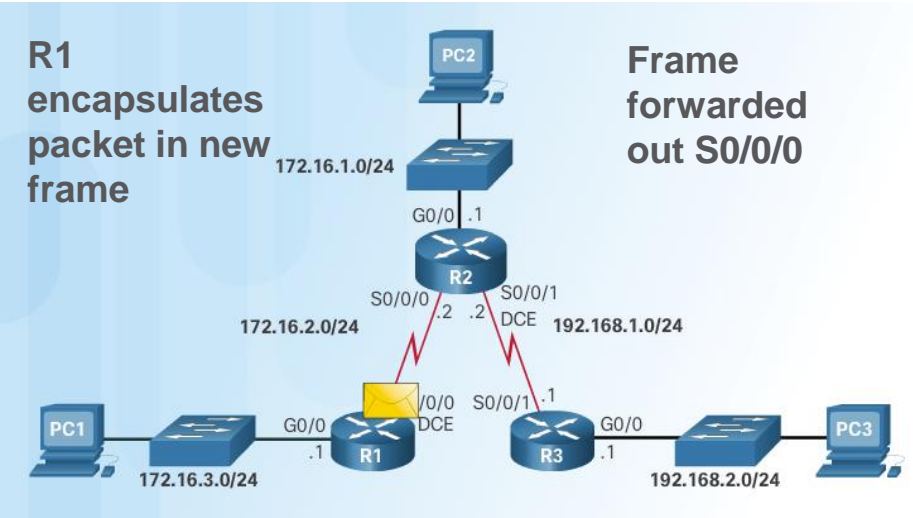 R1
encapsulates
packet in new
frame
Frame
forwarded
out S0/0/0
PC2
172.16.1.0/24
G0/0 .1
R2
S0/0/0
.2 .2
S0/0/1
DCE
172.16.2.0/24
192.168.1.0/24
/0/0
DCE
S0/0/1
.1
PC1
G0/0
.1
R1
172.16.3.0/24
R3
G0/0
.1
PC3
192.168.2.0/24